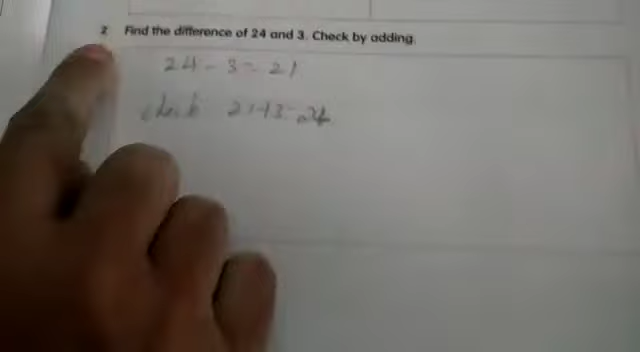 2 Find the difference of 24 and 3. Check by adding.
24 - 3 = 21
check 21+3=24